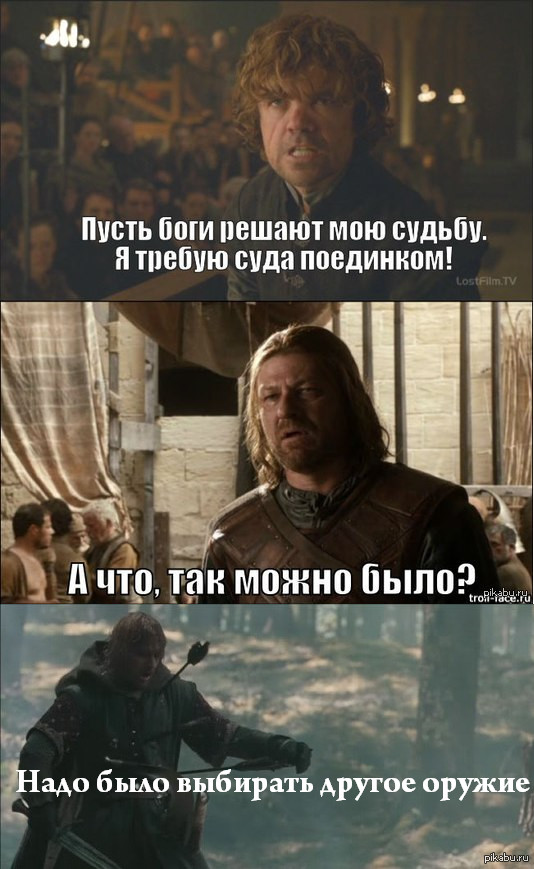 Пусть боги решают мою судьбу.
Я требую суда поединком!
LostFilm.TV
А что, так можно было?
pikabu.ru
troll-face.ru
Надо было выбирать другое оружие
pikabu.ru